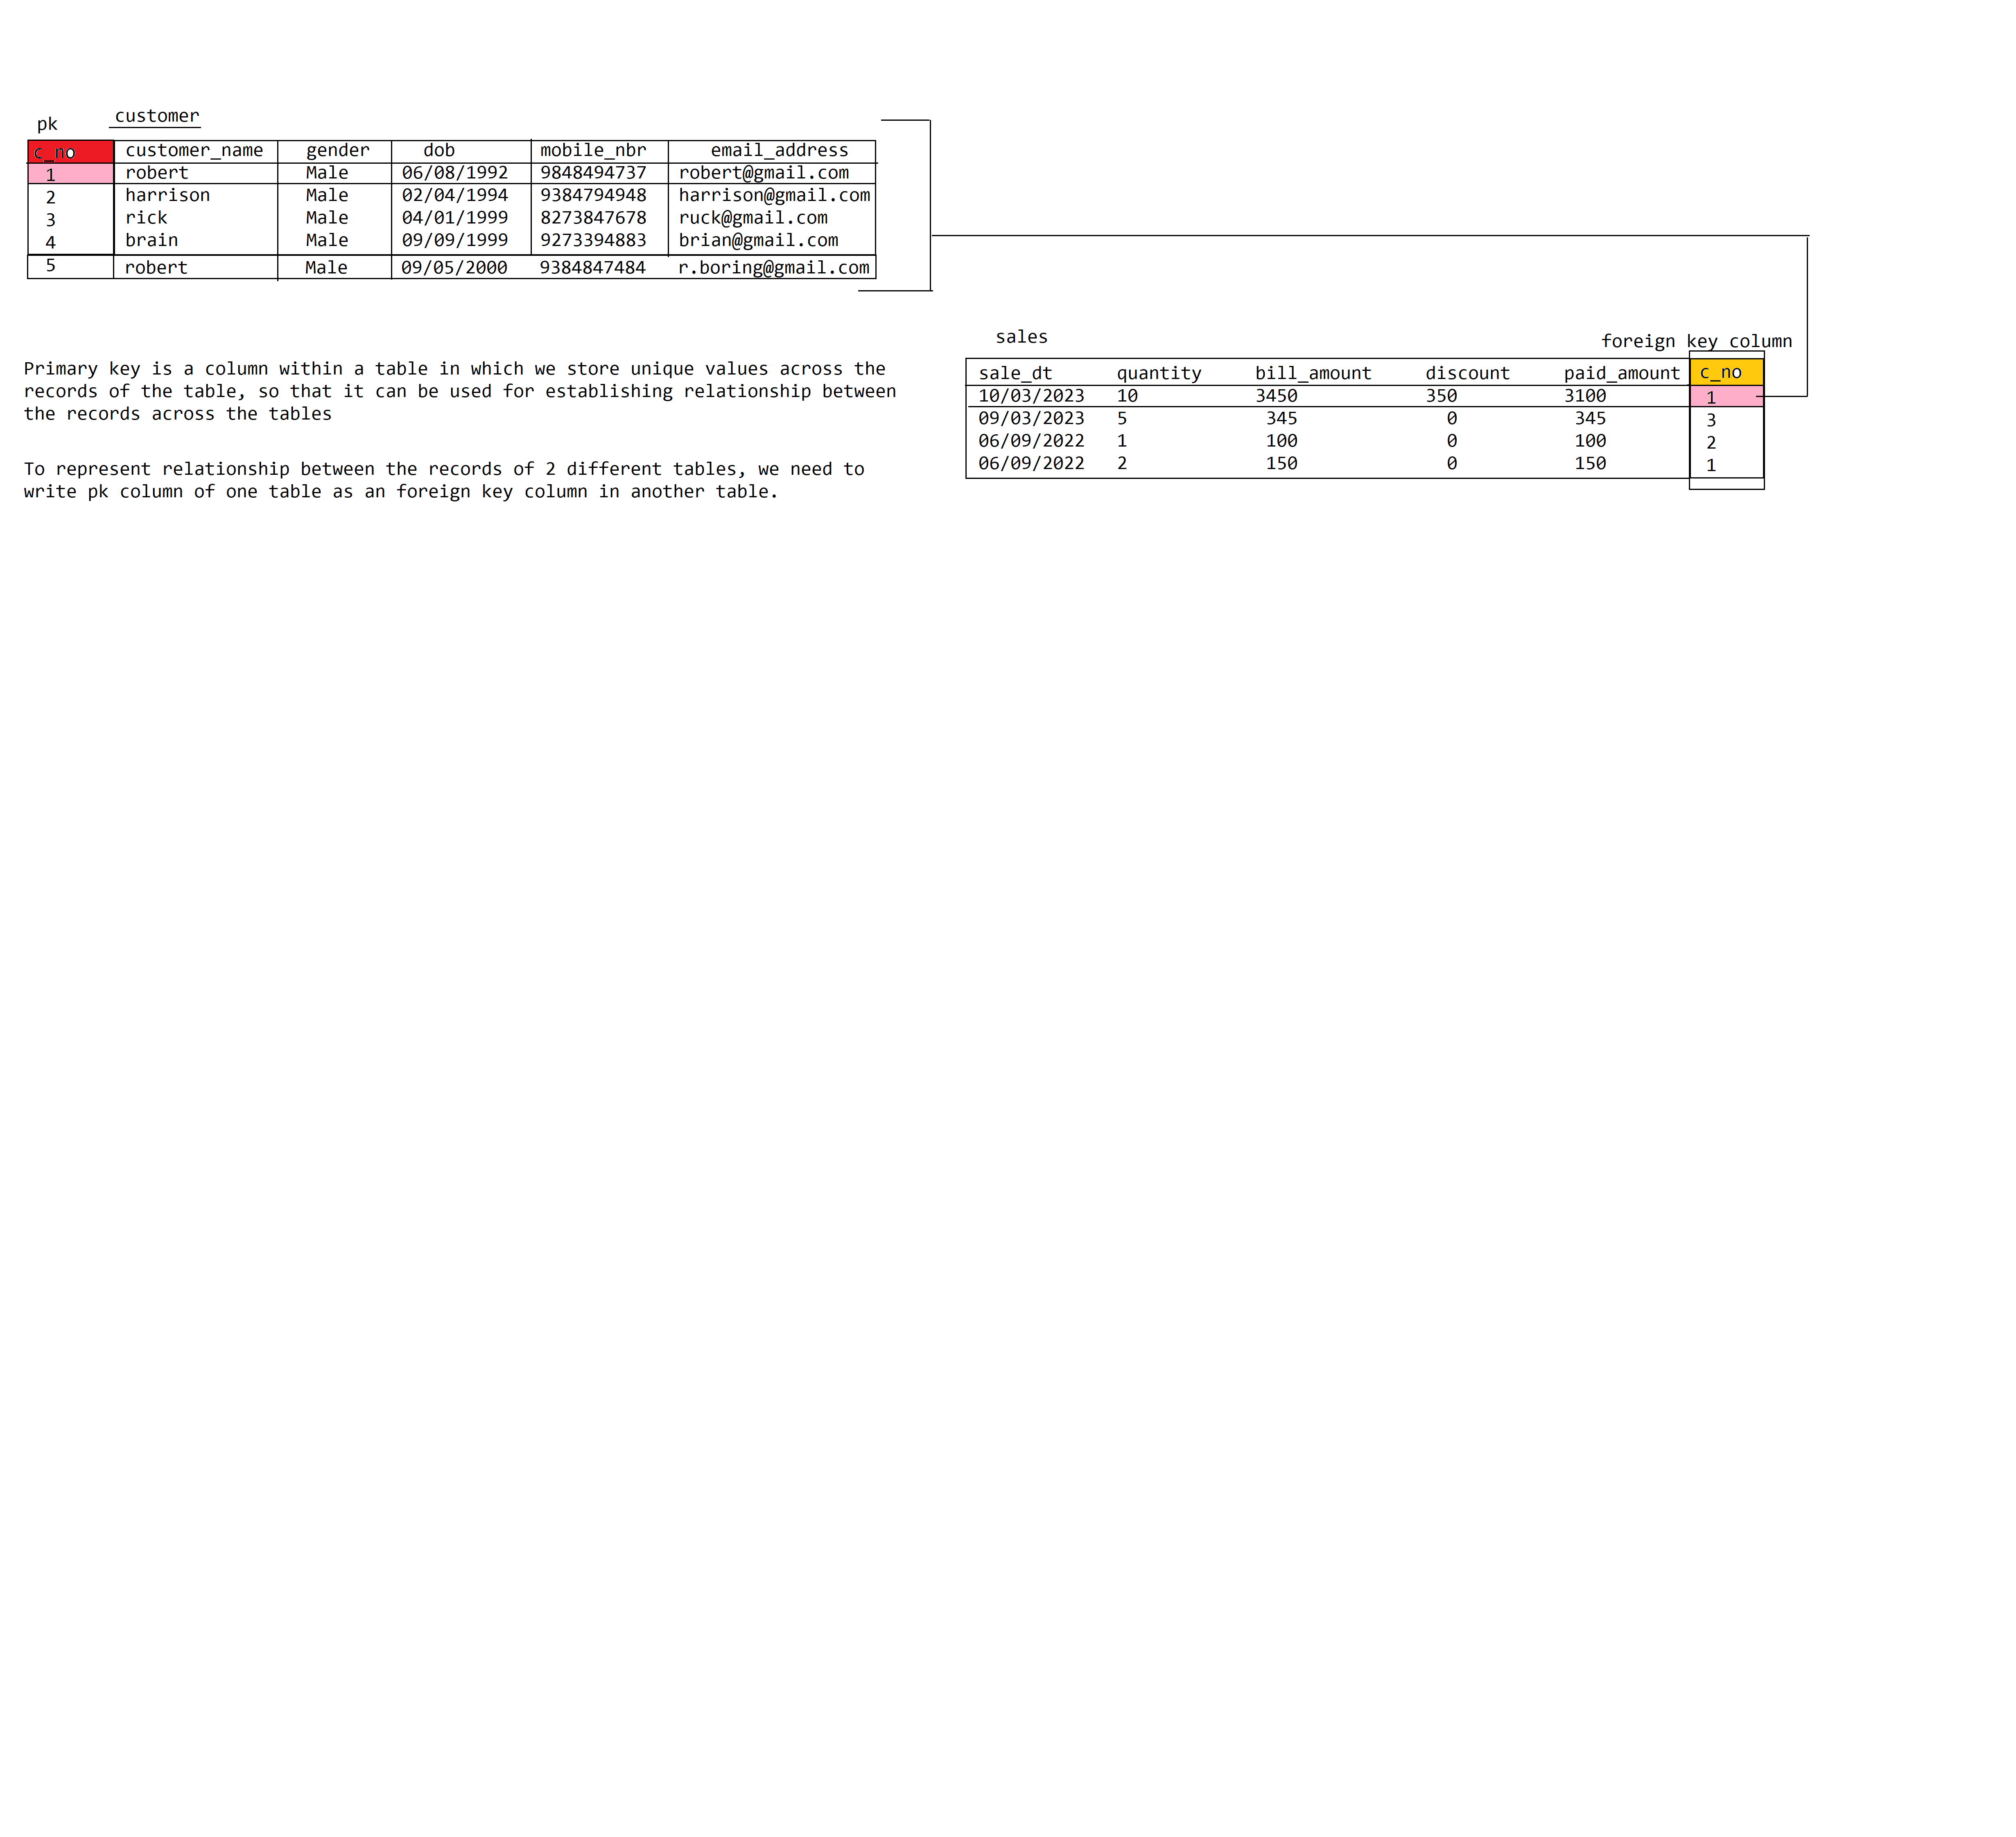 customer
pk
c_no customer_name gender dob mobile_nbr email_address
1 robert Male 06/08/1992 9848494737 robert@gmail.com
2 harrison Male 02/04/1994 9384794948 harrison@gmail.com
3 rick Male 04/01/1999 8273847678 ruck@gmail.com
4 brain Male 09/09/1999 9273394883 brian@gmail.com
5 robert Male 09/05/2000 9384847484 r.boring@gmail.com
Primary key is a column within a table in which we store unique values across the
records of the table, so that it can be used for establishing relationship between
the records across the tables
To represent relationship between the records of 2 different tables, we need to
write pk column of one table as an foreign key column in another table.
sales
foreign key column
sale_dt quantity bill_amount discount paid_amount c_no
10/03/2023 10 3450 350 3100 1
09/03/2023 5 345 0 345 3
06/09/2022 1 100 0 100 2
06/09/2022 2 150 0 150 1